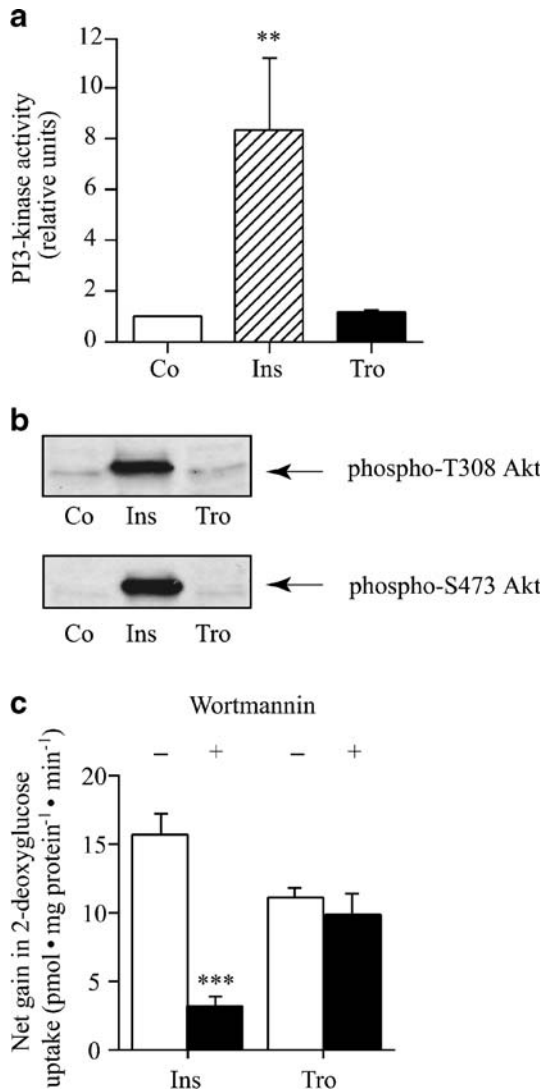 a
PI3-kinase activity
(relative units)
12
10
8
6
4
2
0
**
Co Ins Tro
b
phospho-T308 Akt
Co Ins Tro
phospho-S473 Akt
Co Ins Tro
c
Wortmannin
– + – +
Net gain in 2-deoxyglucose
uptake (pmol • mg protein⁻¹ • min⁻¹)
20
15
10
5
0
***
Ins Tro